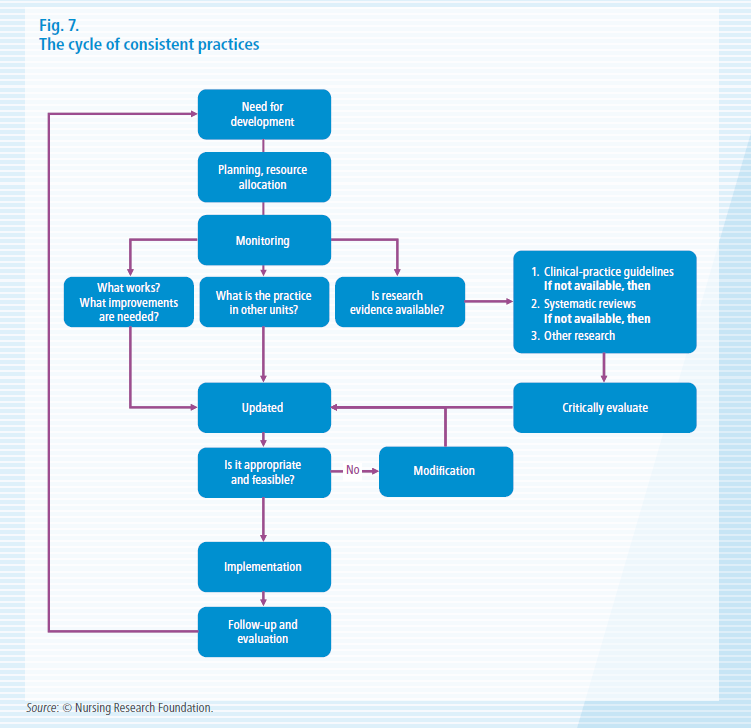 Fig. 7.
The cycle of consistent practices
Need for
development
Planning, resource
allocation
Monitoring
What works?
What improvements
are needed?
What is the practice
in other units?
Is research
evidence available?
1. Clinical-practice guidelines
If not available, then
2. Systematic reviews
If not available, then
3. Other research
Updated
Critically evaluate
Is it appropriate
and feasible?
No
Modification
Implementation
Follow-up and
evaluation
Source: © Nursing Research Foundation.